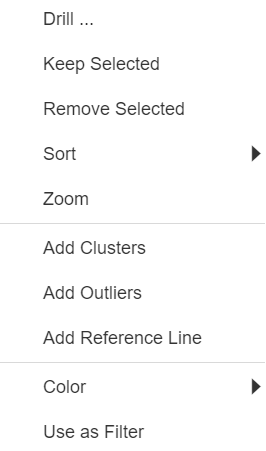 Drill ...
Keep Selected
Remove Selected
Sort
Zoom
Add Clusters
Add Outliers
Add Reference Line
Color
Use as Filter